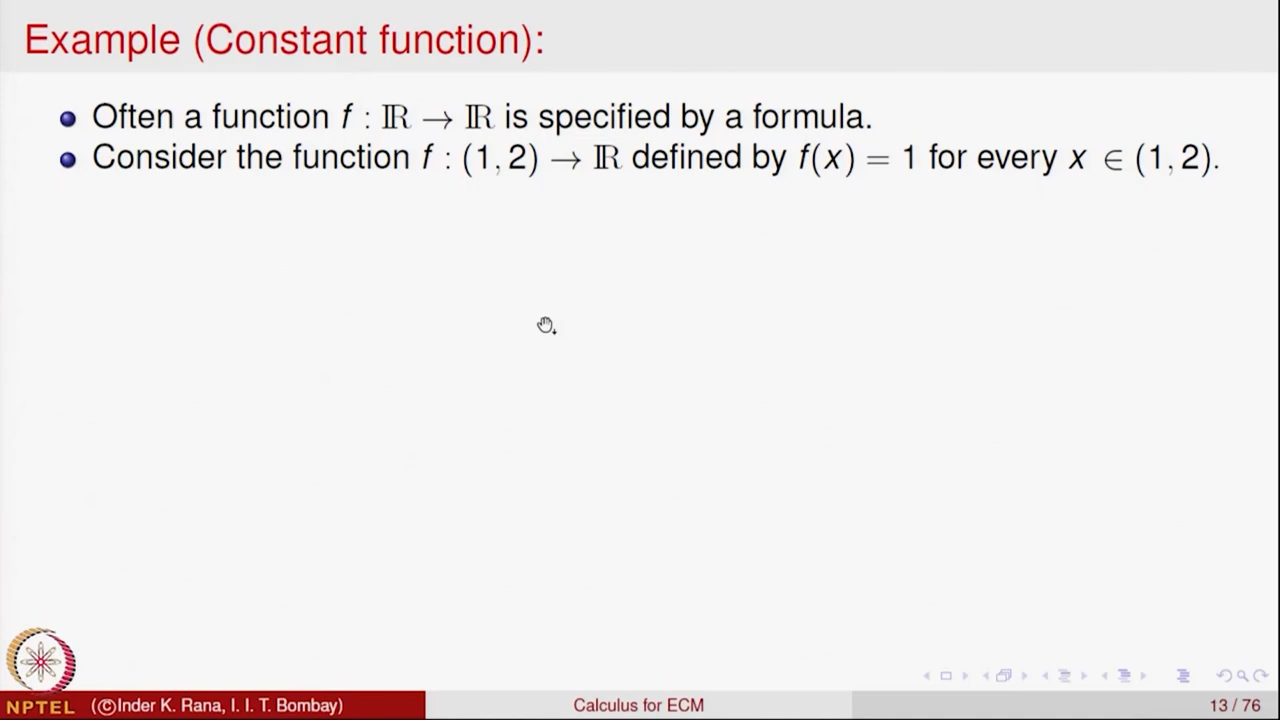 Example (Constant function):
Often a function f : ℝ → ℝ is specified by a formula.
Consider the function f : (1, 2) → ℝ defined by f(x) = 1 for every x ∈ (1, 2).
NPTEL
(©Inder K. Rana, I. I. T. Bombay)
Calculus for ECM
13 / 76